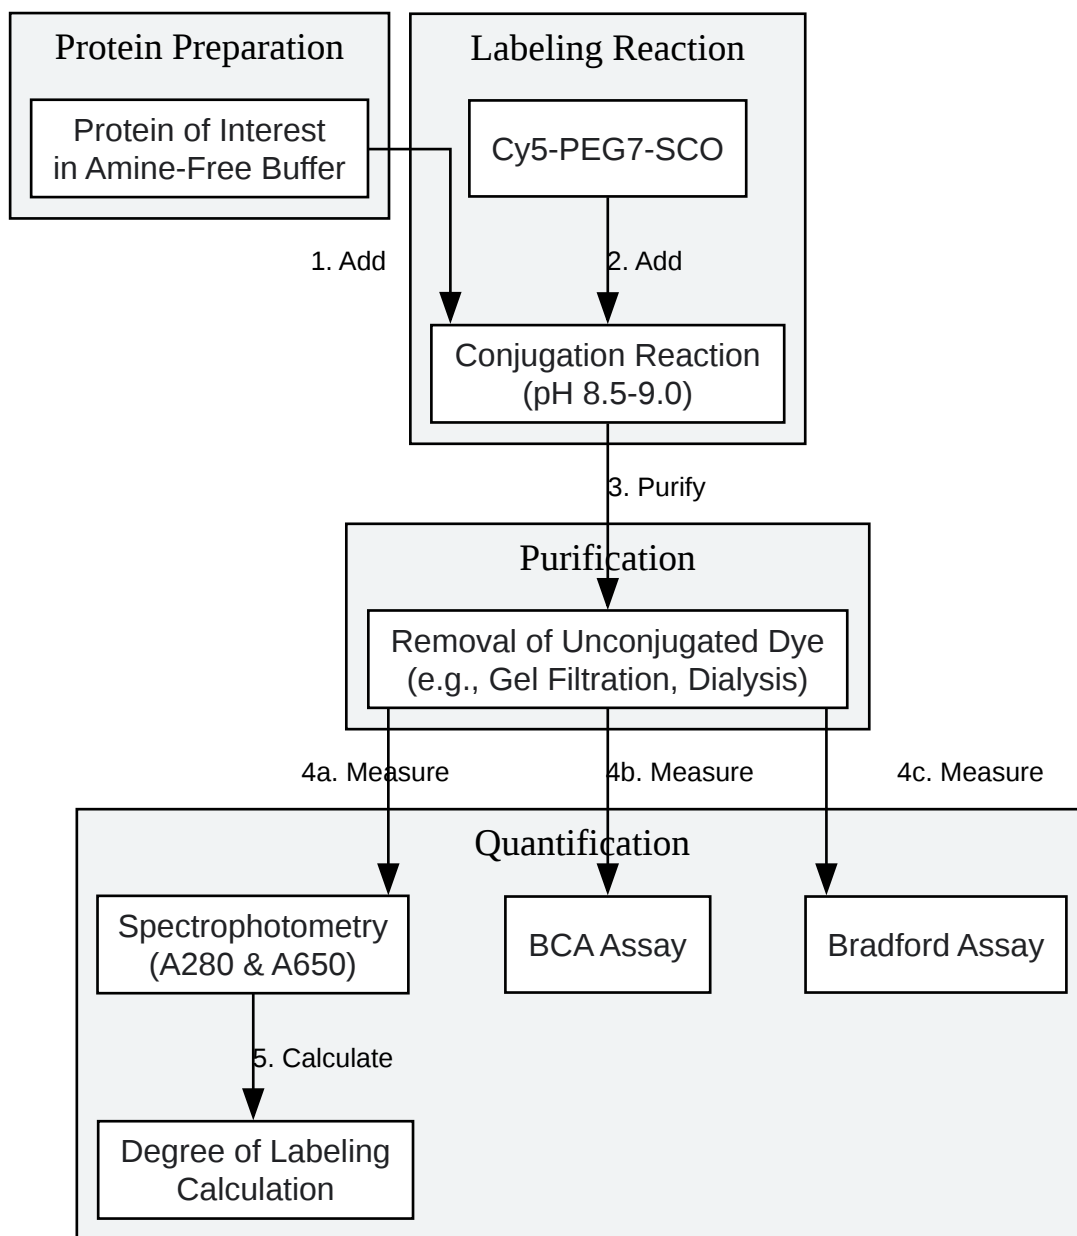 Protein Preparation
Labeling Reaction
Protein of Interest
in Amine-Free Buffer
Cy5-PEG7-SCO
1. Add
2. Add
Conjugation Reaction
(pH 8.5-9.0)
3. Purify
Purification
Removal of Unconjugated Dye
(e.g., Gel Filtration, Dialysis)
4a. Measure
4b. Measure
4c. Measure
Quantification
Spectrophotometry
(A280 & A650)
BCA Assay
Bradford Assay
5. Calculate
Degree of Labeling
Calculation